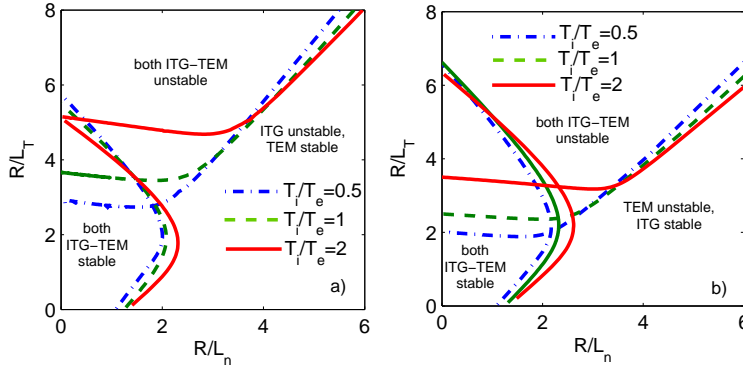 8
6
4
2
0
R/L_T
0
2
4
6
R/L_n
both ITG−TEM
unstable
ITG unstable,
TEM stable
both
ITG−TEM
stable
T_i/T_e=0.5
T_i/T_e=1
T_i/T_e=2
a)
8
6
4
2
0
R/L_T
0
2
4
6
R/L_n
T_i/T_e=0.5
T_i/T_e=1
T_i/T_e=2
both ITG−TEM
unstable
TEM unstable,
ITG stable
both
ITG−TEM
stable
b)